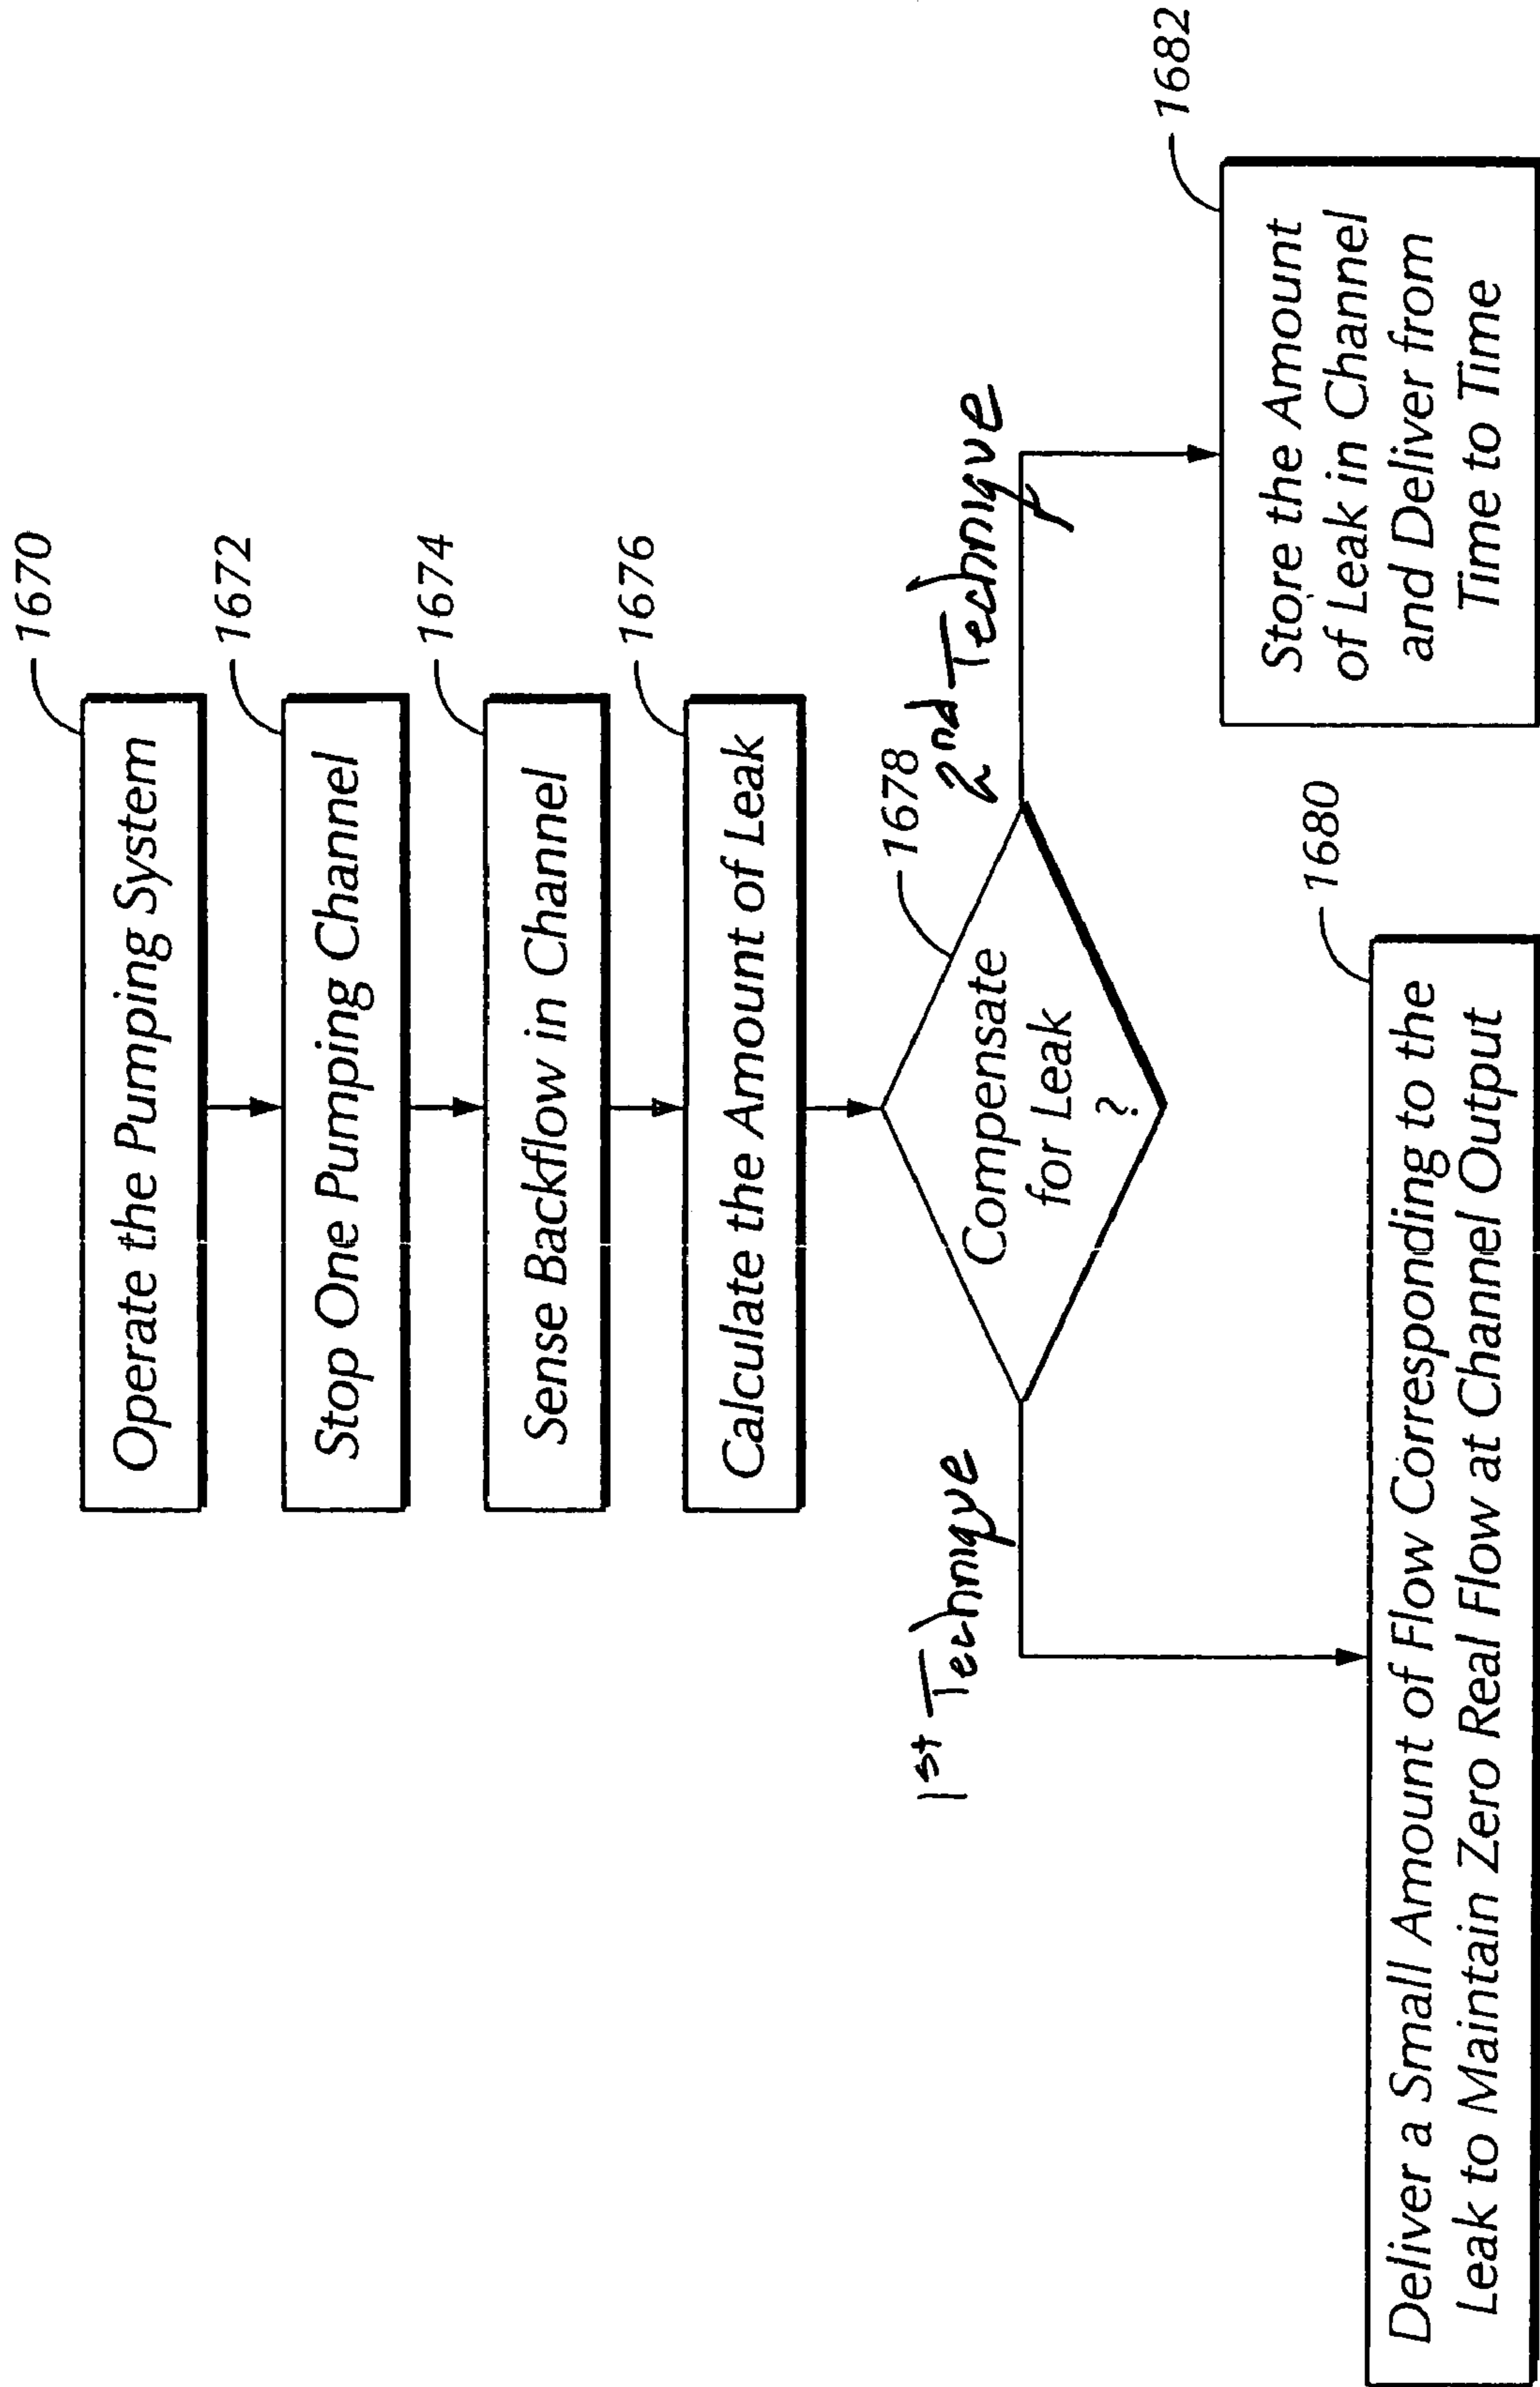 1670
Operate the Pumping System
1672
Stop One Pumping Channel
1674
Sense Backflow in Channel
1676
Calculate the Amount of Leak
1678
Compensate
for Leak
?
1st Technique
2nd Technique
1680
Deliver a Small Amount of Flow Corresponding to the
Leak to Maintain Zero Real Flow at Channel Output
1682
Store the Amount
of Leak in Channel
and Deliver from
Time to Time